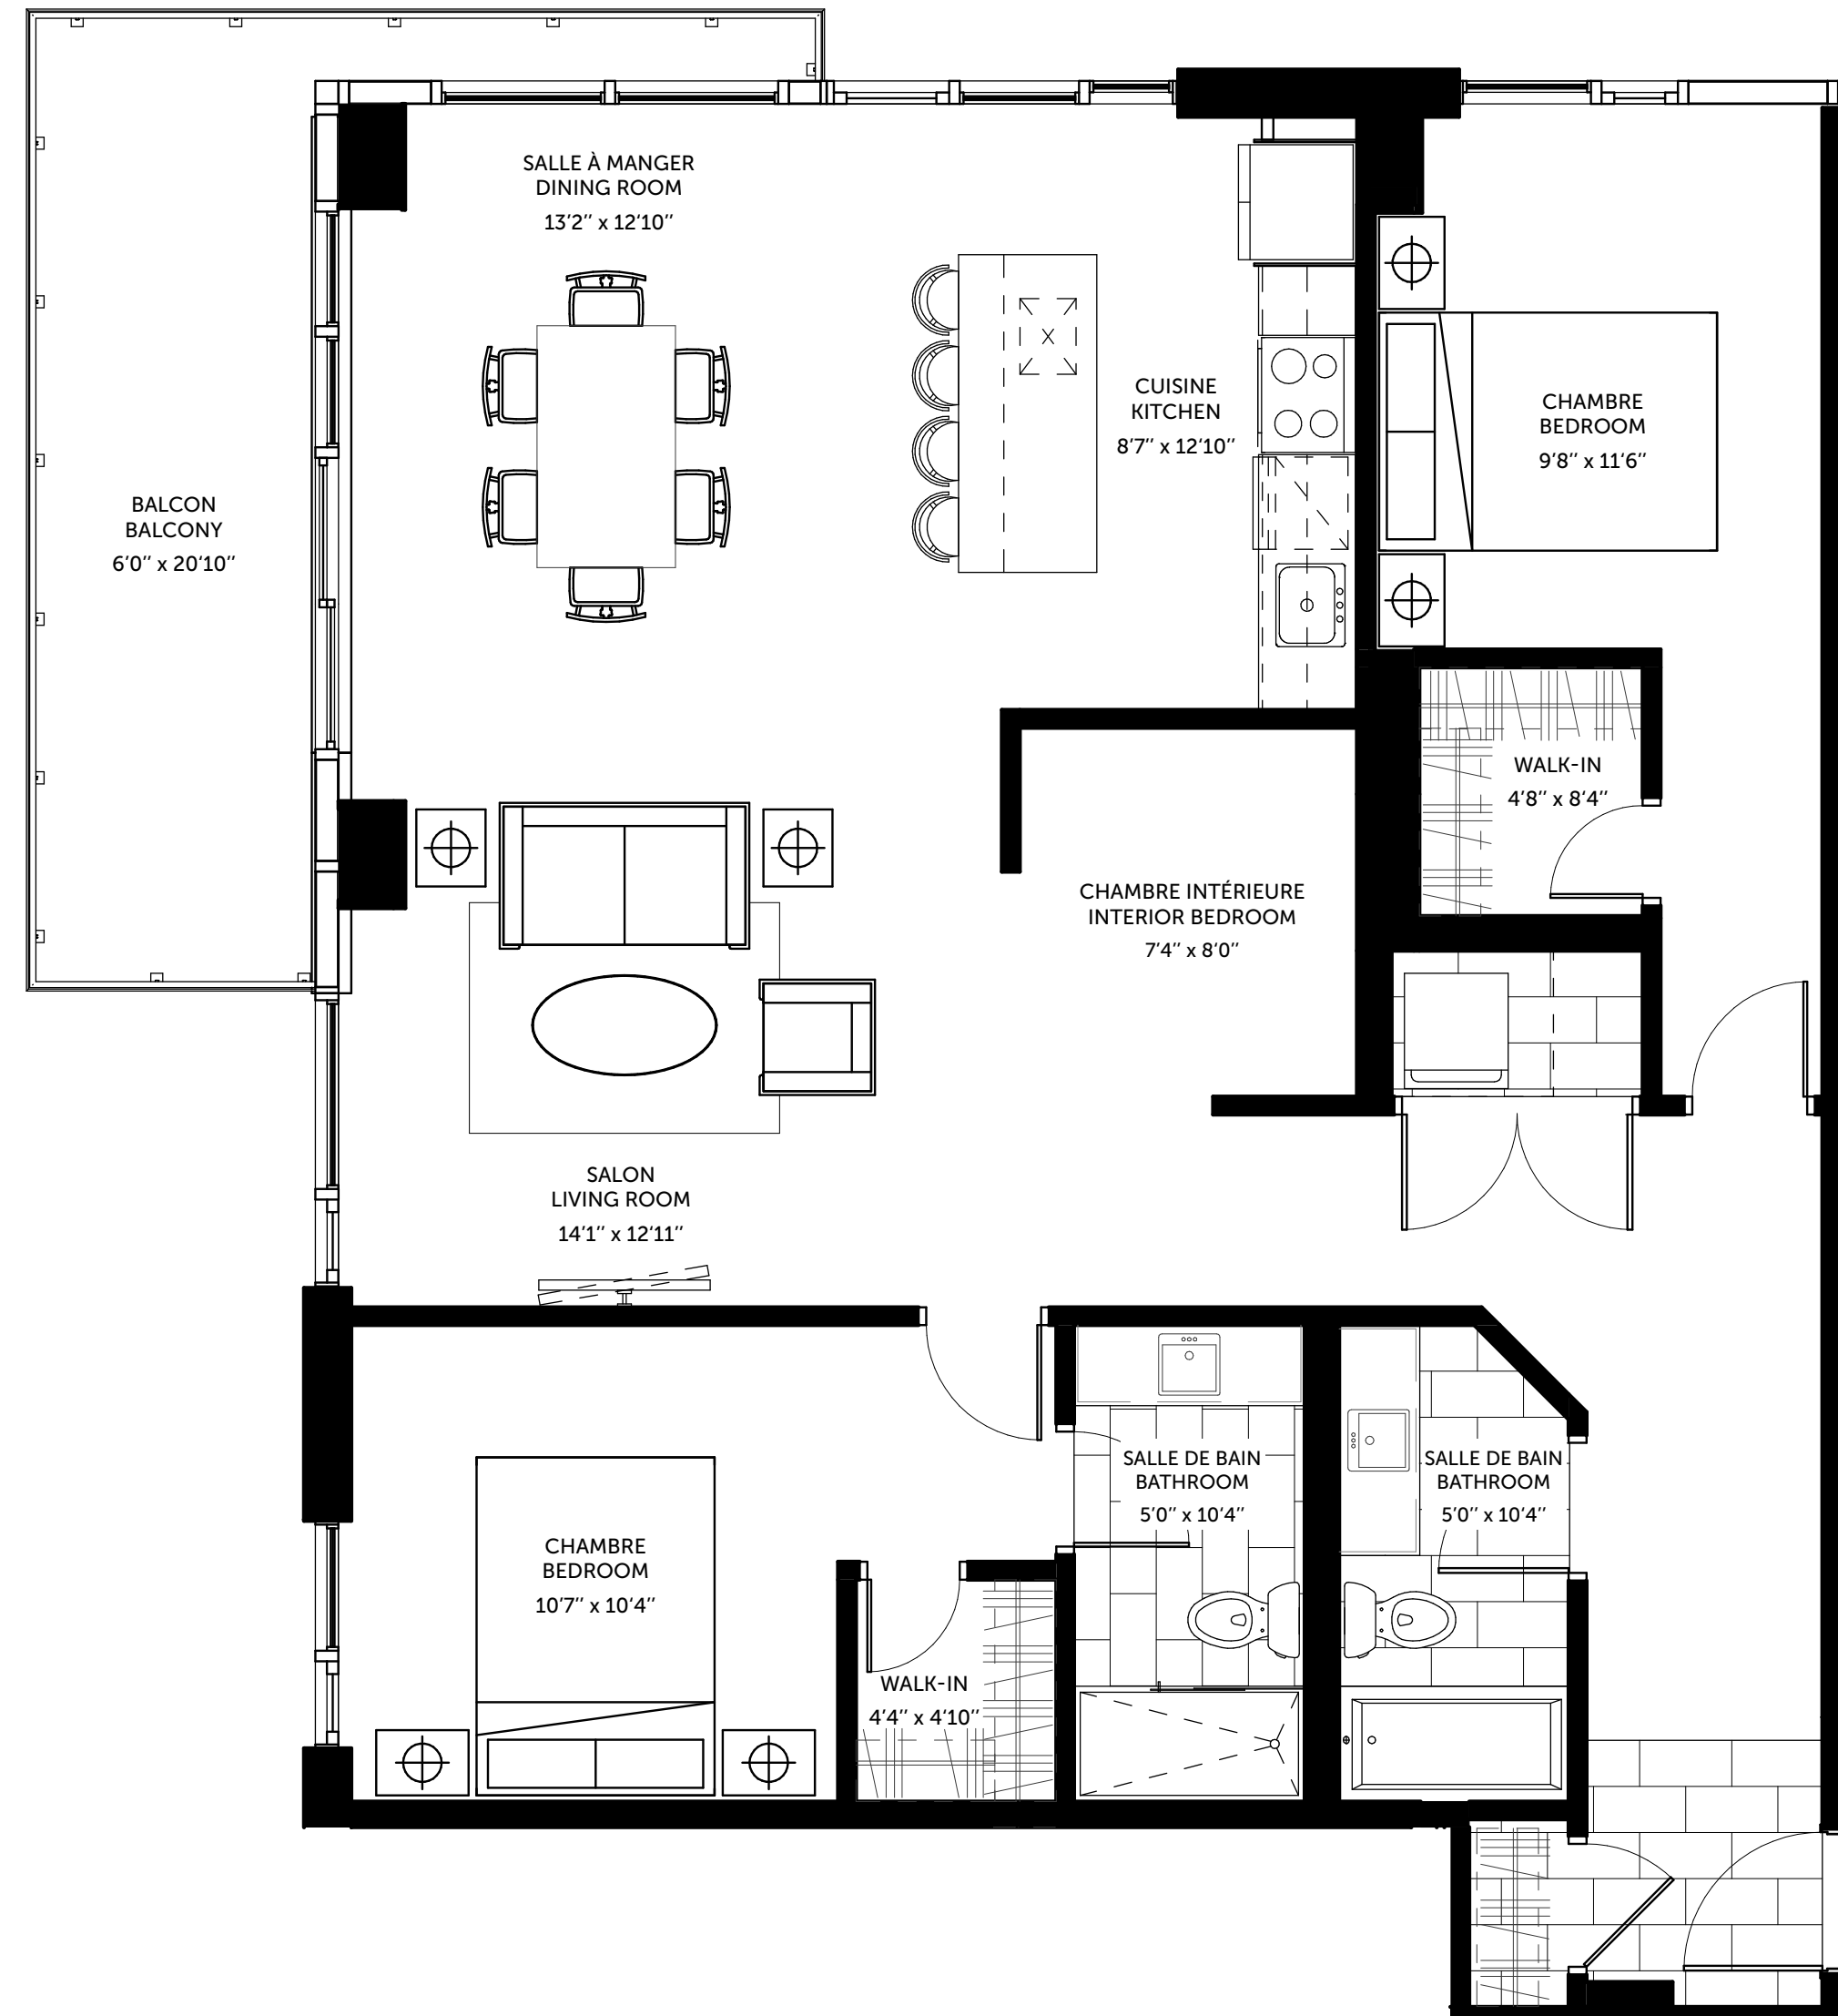 SALLE À MANGER
DINING ROOM
13’2’’ x 12‘10’’
CUISINE
KITCHEN
8’7’’ x 12‘10’’
CHAMBRE
BEDROOM
9’8’’ x 11‘6’’
BALCON
BALCONY
6’0’’ x 20‘10’’
WALK-IN
4’8’’ x 8‘4’’
CHAMBRE INTÉRIEURE
INTERIOR BEDROOM
7’4’’ x 8‘0’’
SALON
LIVING ROOM
14’1’’ x 12‘11’’
SALLE DE BAIN
BATHROOM
5’0’’ x 10‘4’’
SALLE DE BAIN
BATHROOM
5’0’’ x 10‘4’’
CHAMBRE
BEDROOM
10’7’’ x 10‘4’’
WALK-IN
4’4’’ x 4‘10’’